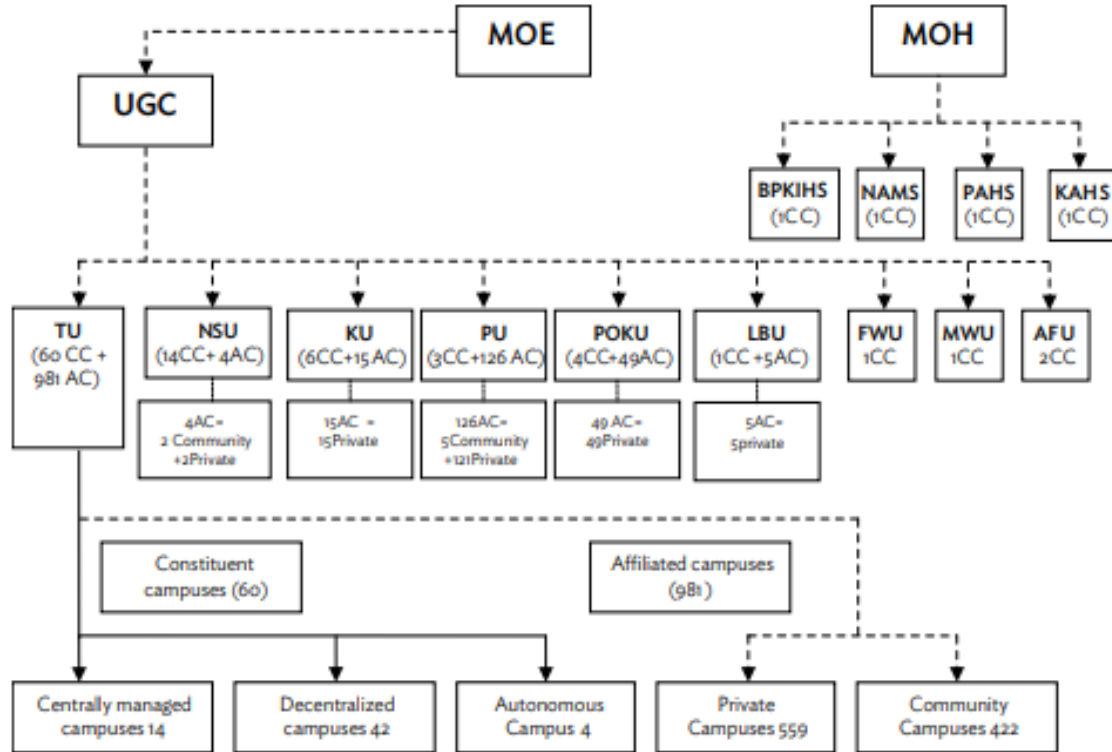 MOE
MOH
UGC
BPKIHS
(1CC)
NAMS
(1CC)
PAHS
(1CC)
KAHS
(1CC)
TU
(60 CC +
981 AC)
NSU
(14CC+ 4AC)
KU
(6CC+15 AC)
PU
(3CC+126 AC)
POKU
(4CC+49AC)
LBU
(1CC +5AC)
FWU
1CC
MWU
1CC
AFU
2CC
4AC=
2 Community
+2Private
15AC =
15Private
126AC=
5Community
+121Private
49 AC=
49Private
5AC=
5private
Constituent
campuses (60)
Affiliated campuses
(981 )
Centrally managed
campuses 14
Decentralized
campuses 42
Autonomous
Campus 4
Private
Campuses 559
Community
Campuses 422